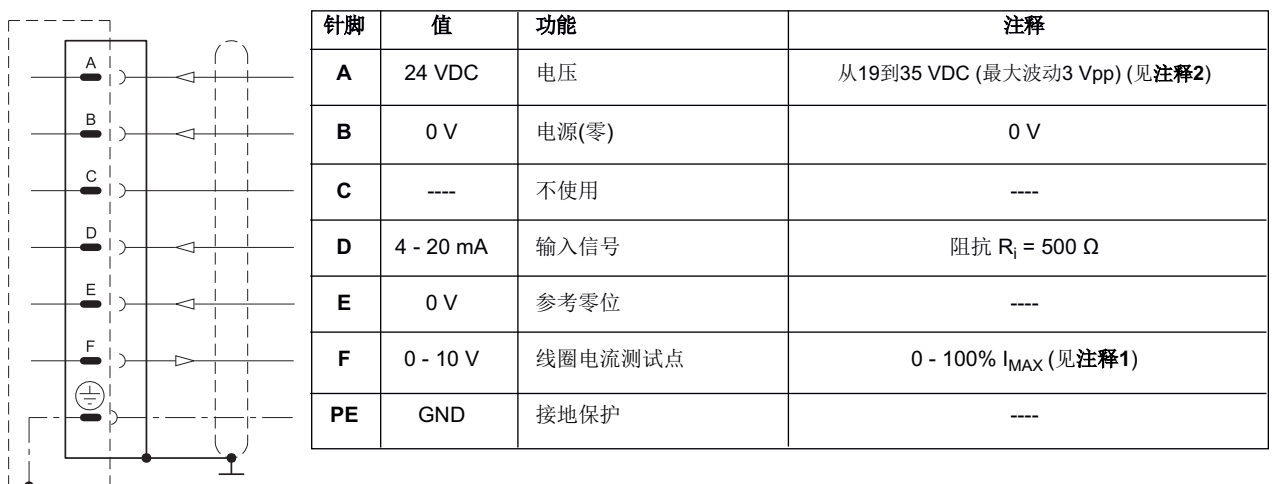 A
B
C
D
E
F
针脚 值 功能 注释
A 24 VDC 电压 从19到35 VDC (最大波动3 Vpp) (见注释2)
B 0 V 电源(零) 0 V
C ---- 不使用 ----
D 4 - 20 mA 输入信号 阻抗 Ri = 500 Ω
E 0 V 参考零位 ----
F 0 - 10 V 线圈电流测试点 0 - 100% IMAX (见注释1)
PE GND 接地保护 ----